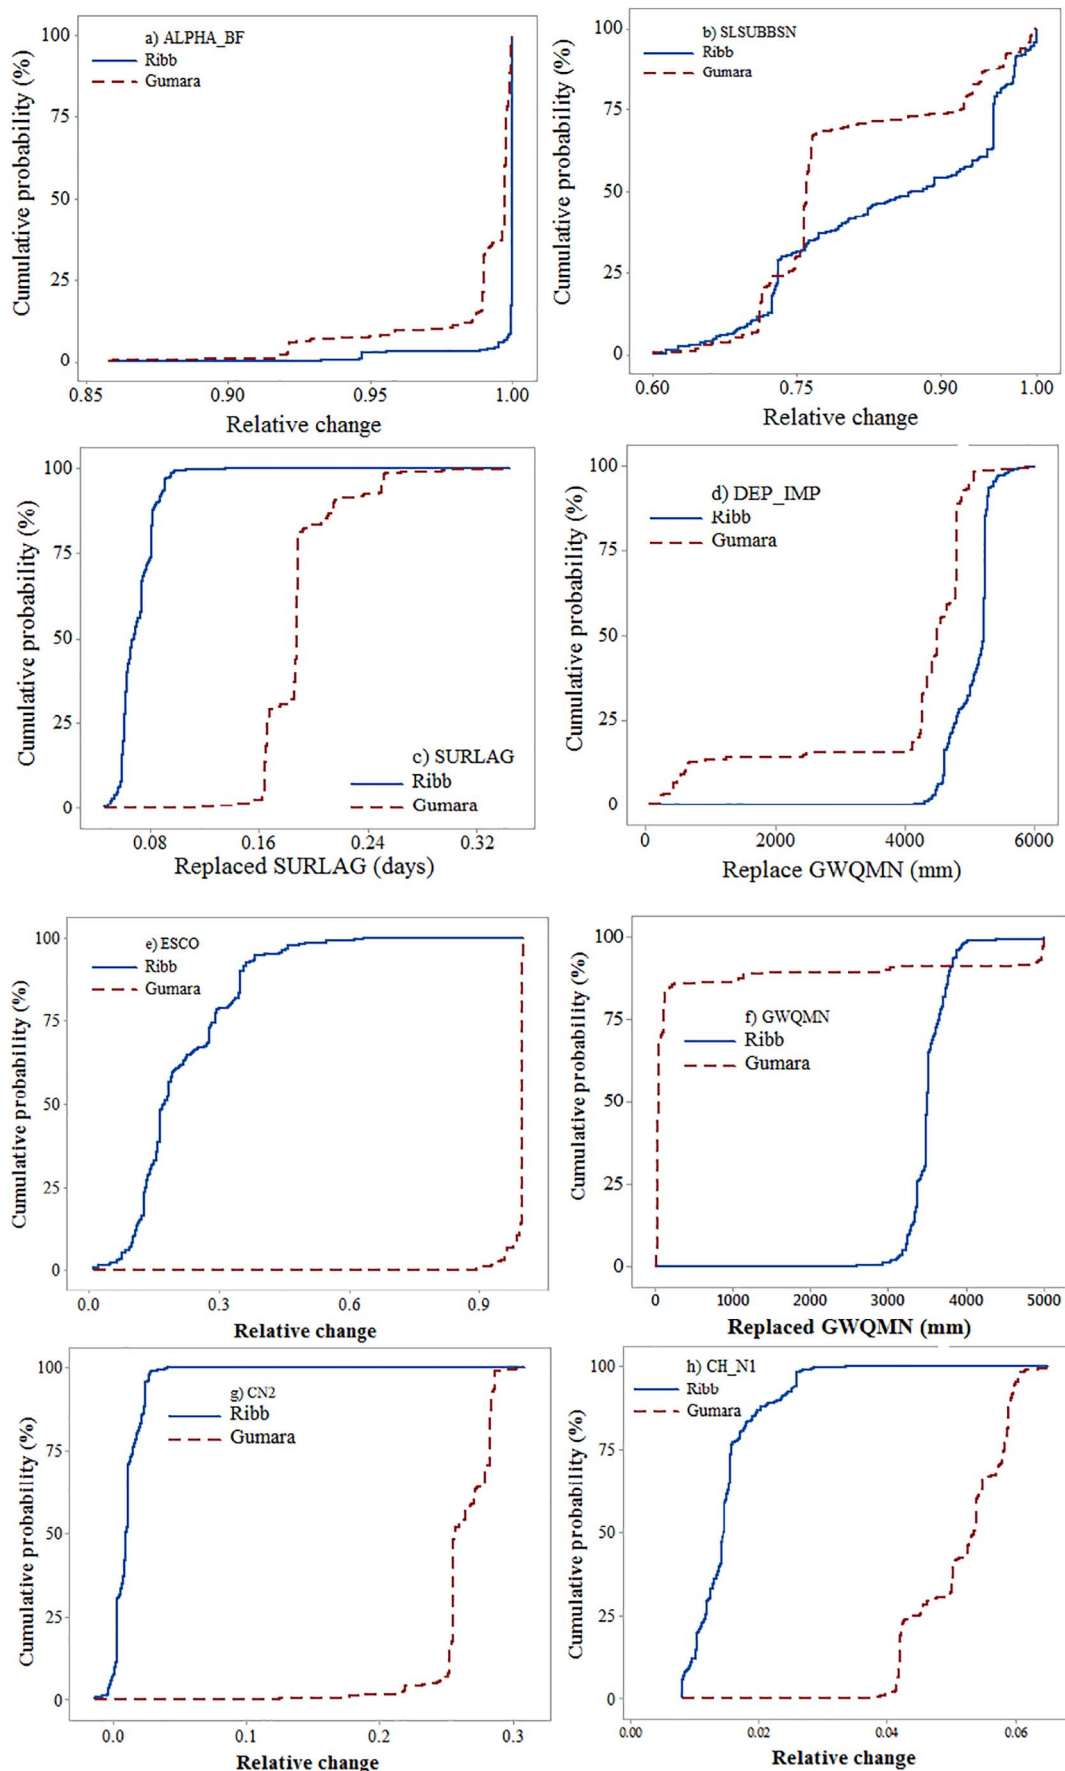 a) ALPHA_BF
Ribb
Gumara
Cumulative probability (%)
100
75
50
25
0
0.85
0.90
0.95
1.00
Relative change
b) SLSUBBSN
Ribb
Gumara
Cumulative probability (%)
100
75
50
25
0
0.60
0.75
0.90
1.00
Relative change
c) SURLAG
Ribb
Gumara
Cumulative probability (%)
100
75
50
25
0
0.08
0.16
0.24
0.32
Replaced SURLAG (days)
d) DEP_IMP
Ribb
Gumara
Cumulative probability (%)
100
75
50
25
0
0
2000
4000
6000
Replace GWQMN (mm)
e) ESCO
Ribb
Gumara
Cumulative probability (%)
100
75
50
25
0
0.0
0.3
0.6
0.9
Relative change
f) GWQMN
Ribb
Gumara
Cumulative probability (%)
100
75
50
25
0
0
1000
2000
3000
4000
5000
Replaced GWQMN (mm)
g) CN2
Ribb
Gumara
Cumulative probability (%)
100
75
50
25
0
0.0
0.1
0.2
0.3
Relative change
h) CH_N1
Ribb
Gumara
Cumulative probability (%)
100
75
50
25
0
0.00
0.02
0.04
0.06
Relative change